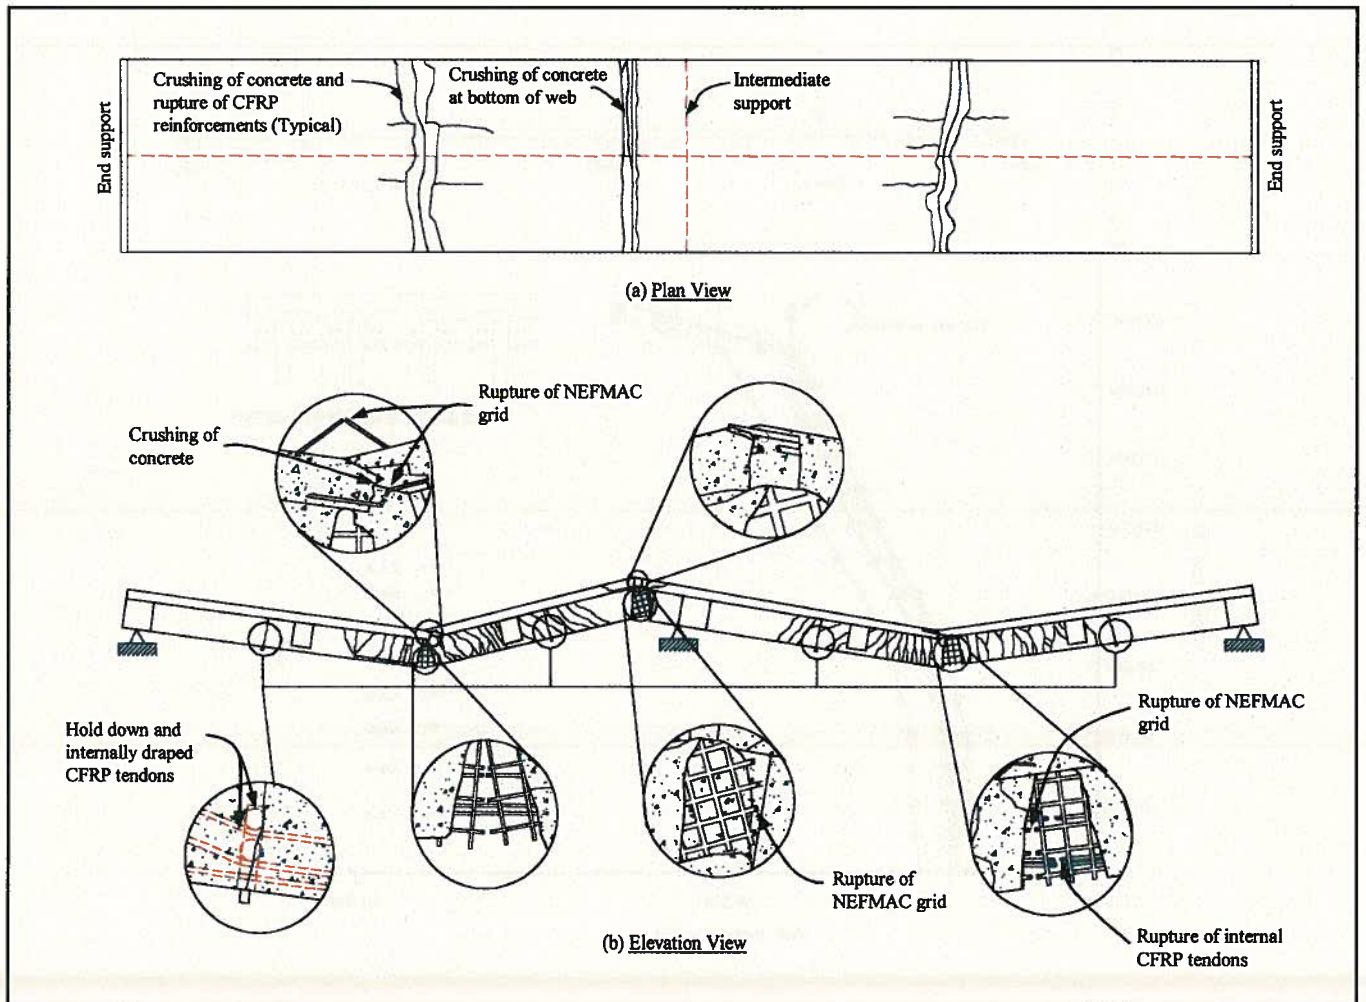 Crushing of concrete and
rupture of CFRP
reinforcements (Typical)
Crushing of concrete
at bottom of web
Intermediate
support
End support
End support
(a) Plan View
Rupture of NEFMAC
grid
Crushing of
concrete
Hold down and
internally draped
CFRP tendons
Rupture of NEFMAC
grid
Rupture of
NEFMAC grid
Rupture of internal
CFRP tendons
(b) Elevation View